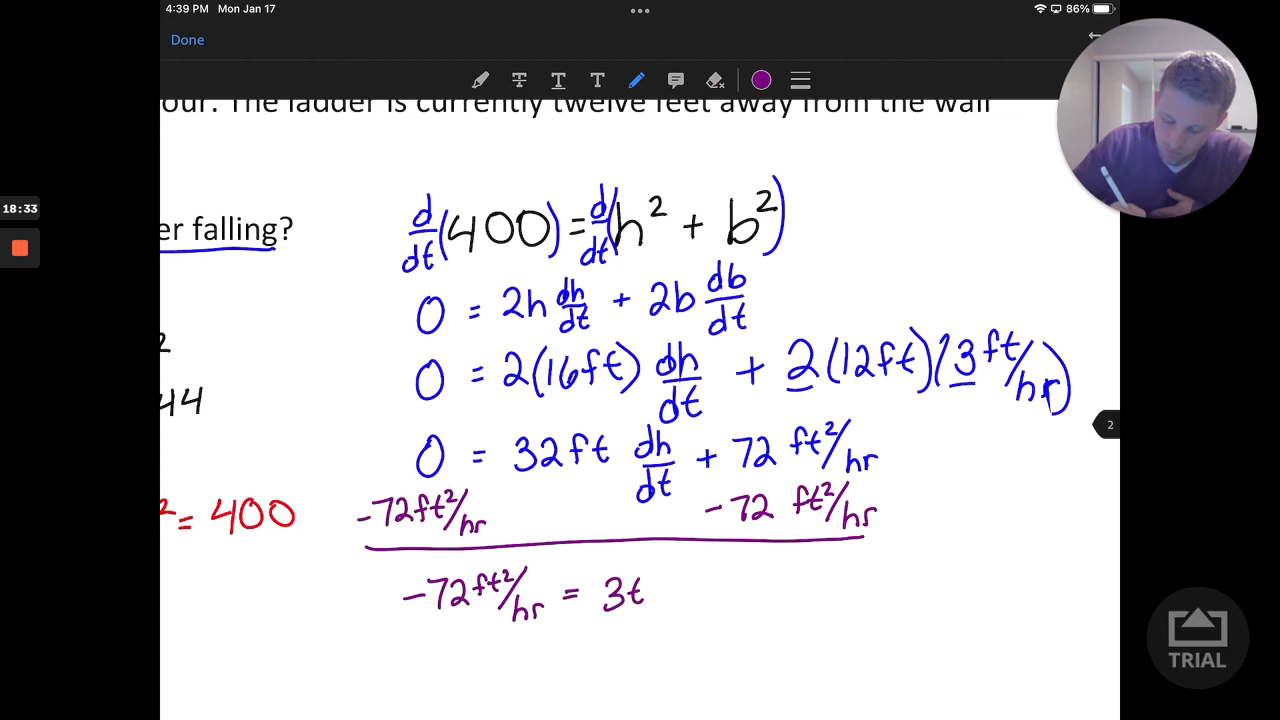 4:39 PM Mon Jan 17
86%
Done
T T T
our. The ladder is currently twelve feet away from the wall
18:33
er falling?
d/dt(400) = d/dt(h² + b²)
0 = 2h dh/dt + 2b db/dt
2
0 = 2(16ft) dh/dt + 2(12ft)(3ft/hr)
44
2
0 = 32ft dh/dt + 72 ft²/hr
² = 400
-72ft²/hr -72 ft²/hr
-72ft²/hr = 3t
TRIAL